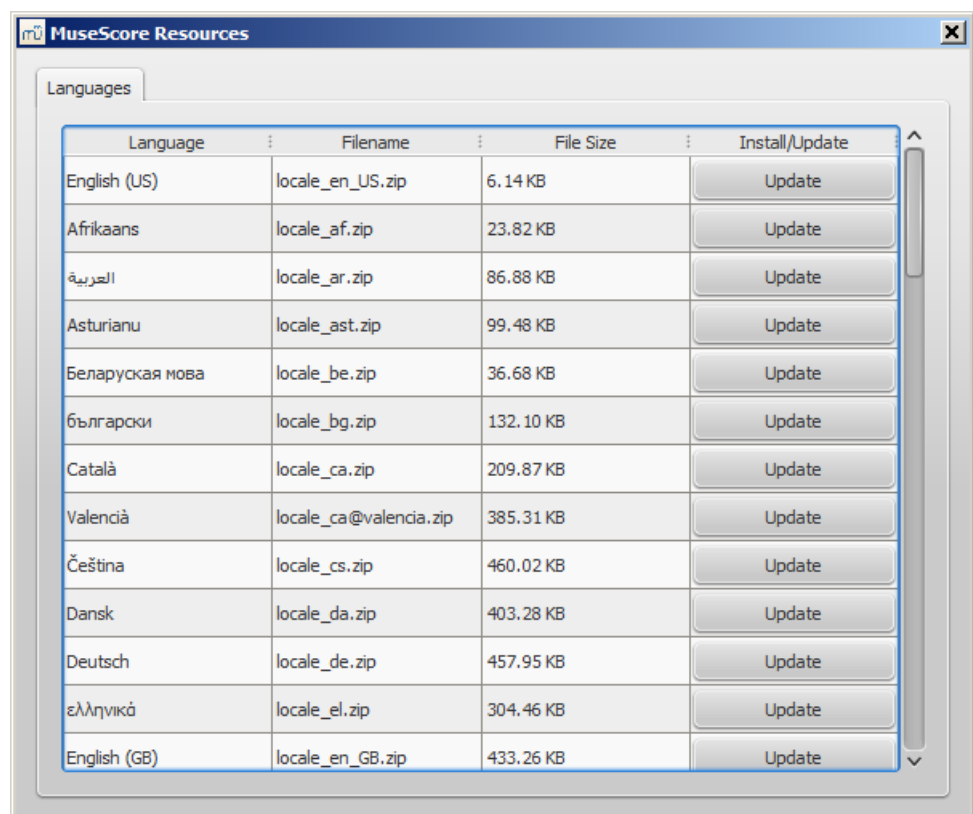 mü MuseScore Resources
Languages
Language Filename File Size Install/Update
English (US) locale_en_US.zip 6.14 KB Update
Afrikaans locale_af.zip 23.82 KB Update
العربية locale_ar.zip 86.88 KB Update
Asturianu locale_ast.zip 99.48 KB Update
Беларуская мова locale_be.zip 36.68 KB Update
български locale_bg.zip 132.10 KB Update
Català locale_ca.zip 209.87 KB Update
Valencià locale_ca@valencia.zip 385.31 KB Update
Čeština locale_cs.zip 460.02 KB Update
Dansk locale_da.zip 403.28 KB Update
Deutsch locale_de.zip 457.95 KB Update
ελληνικά locale_el.zip 304.46 KB Update
English (GB) locale_en_GB.zip 433.26 KB Update